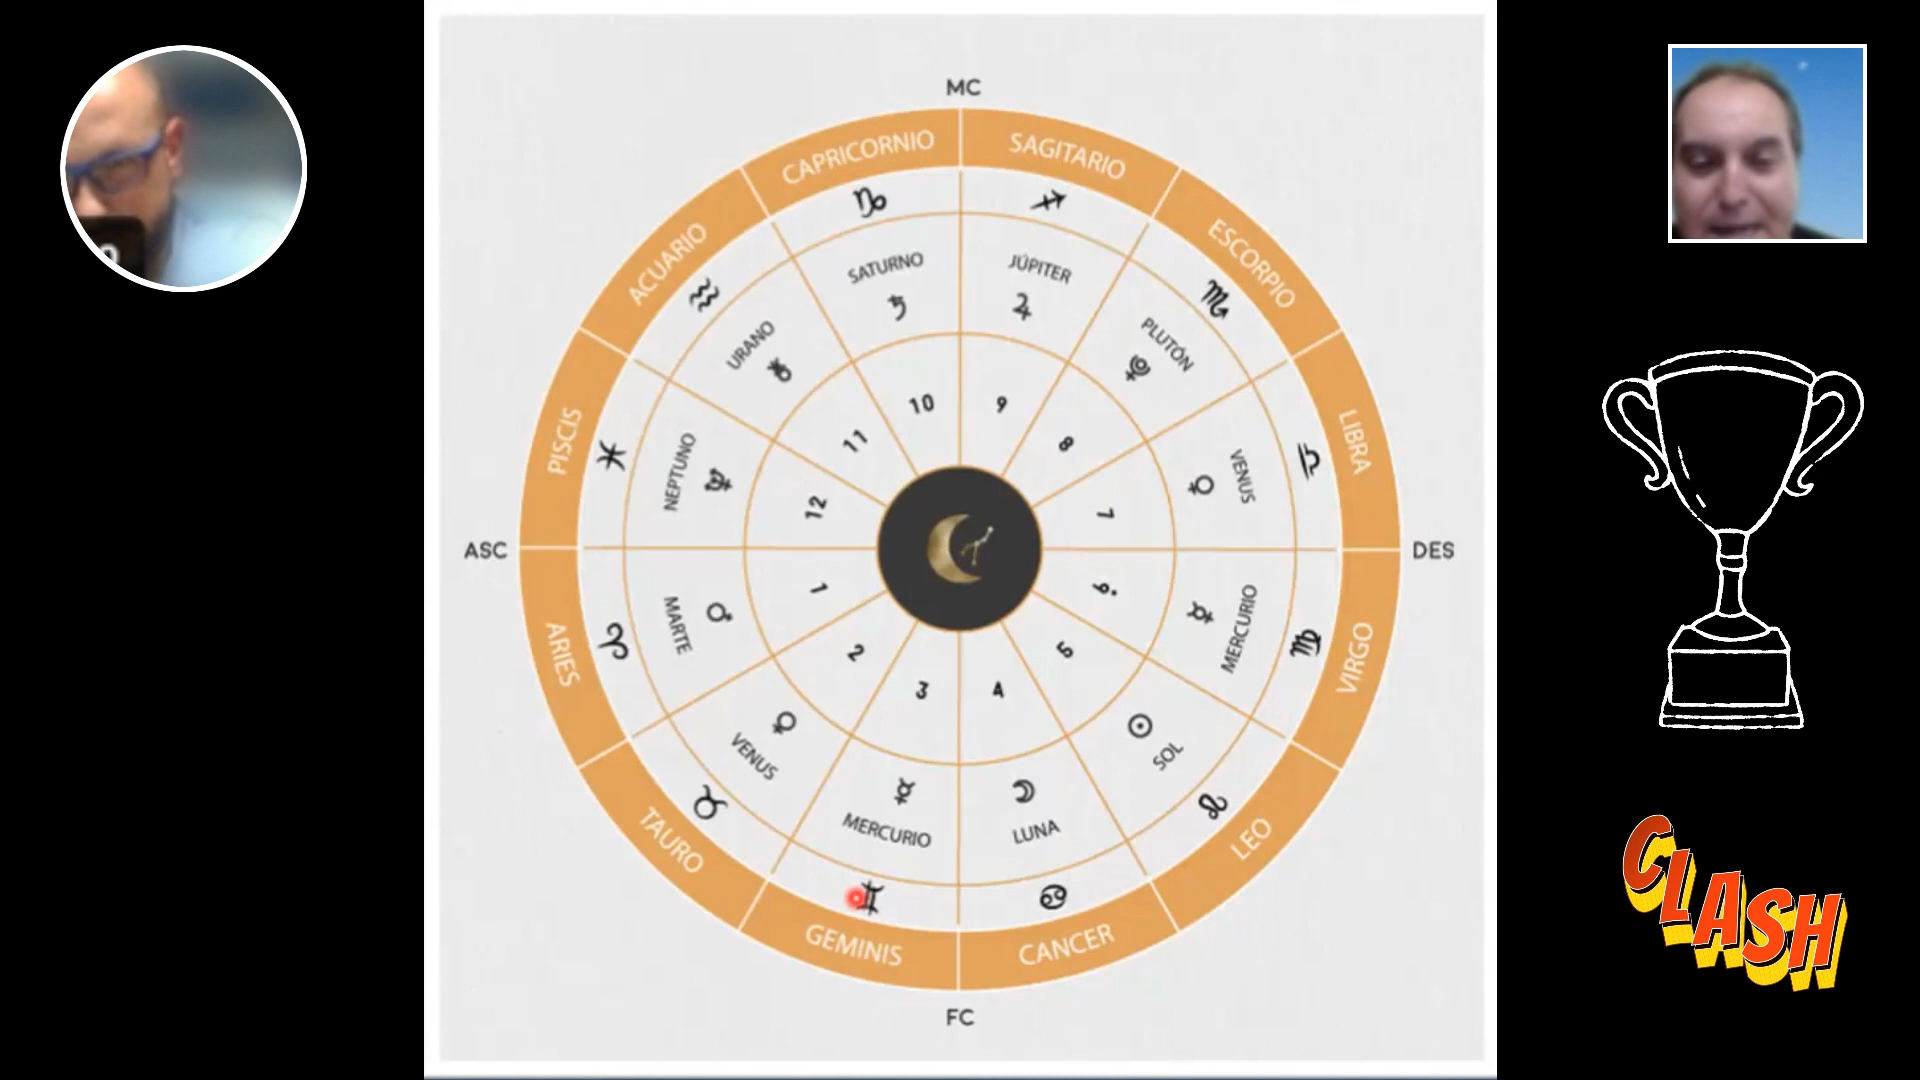 MC
CAPRICORNIO
SAGITARIO
ACUARIO
ESCORPIO
PISCIS
LIBRA
SATURNO
JÚPITER
URANO
PLUTÓN
NEPTUNO
VENUS
10
9
11
8
12
7
ASC
DES
1
6.
2
5
3
4
MARTE
MERCURIO
VENUS
SOL
MERCURIO
LUNA
ARIES
VIRGO
TAURO
LEO
GEMINIS
CANCER
FC
CLASH